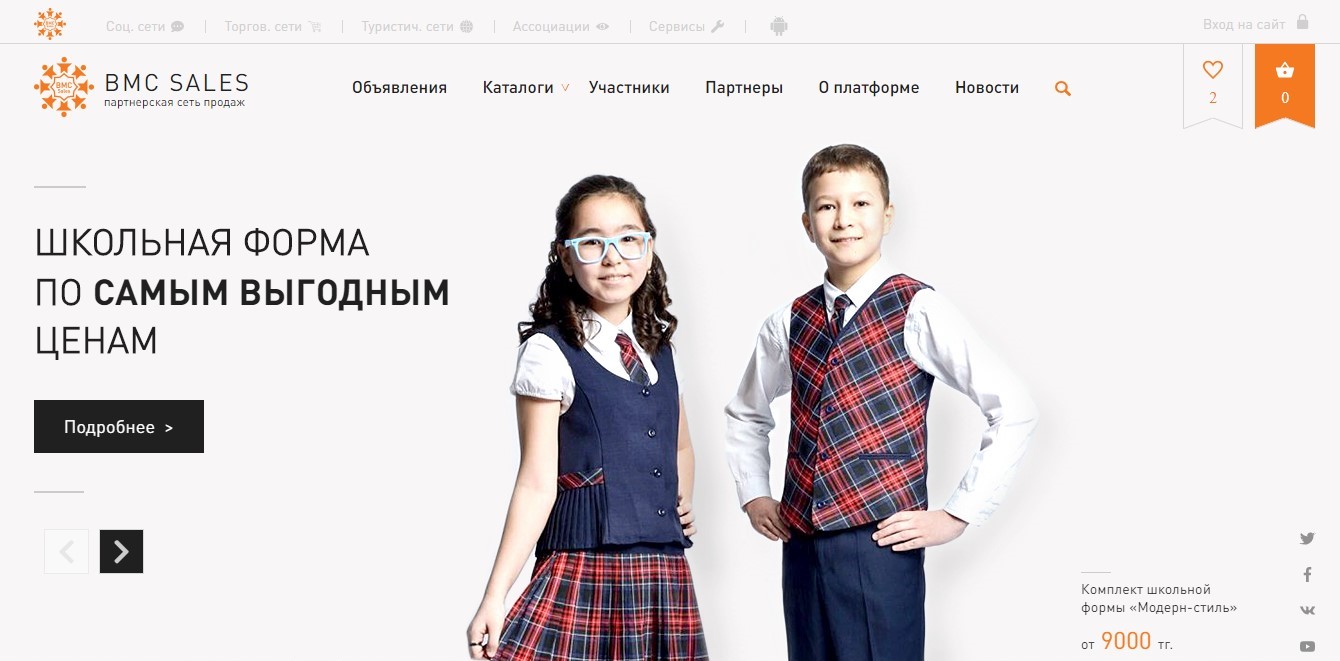 Соц. сети
Торгов. сети
Туристич. сети
Ассоциации
Сервисы
Вход на сайт
BMC Sales
BMC SALES
партнерская сеть продаж
Объявления
Каталоги
Участники
Партнеры
О платформе
Новости
2
0
ШКОЛЬНАЯ ФОРМА
ПО САМЫМ ВЫГОДНЫМ
ЦЕНАМ
Подробнее >
Комплект школьной
формы «Модерн-стиль»
от 9000 тг.